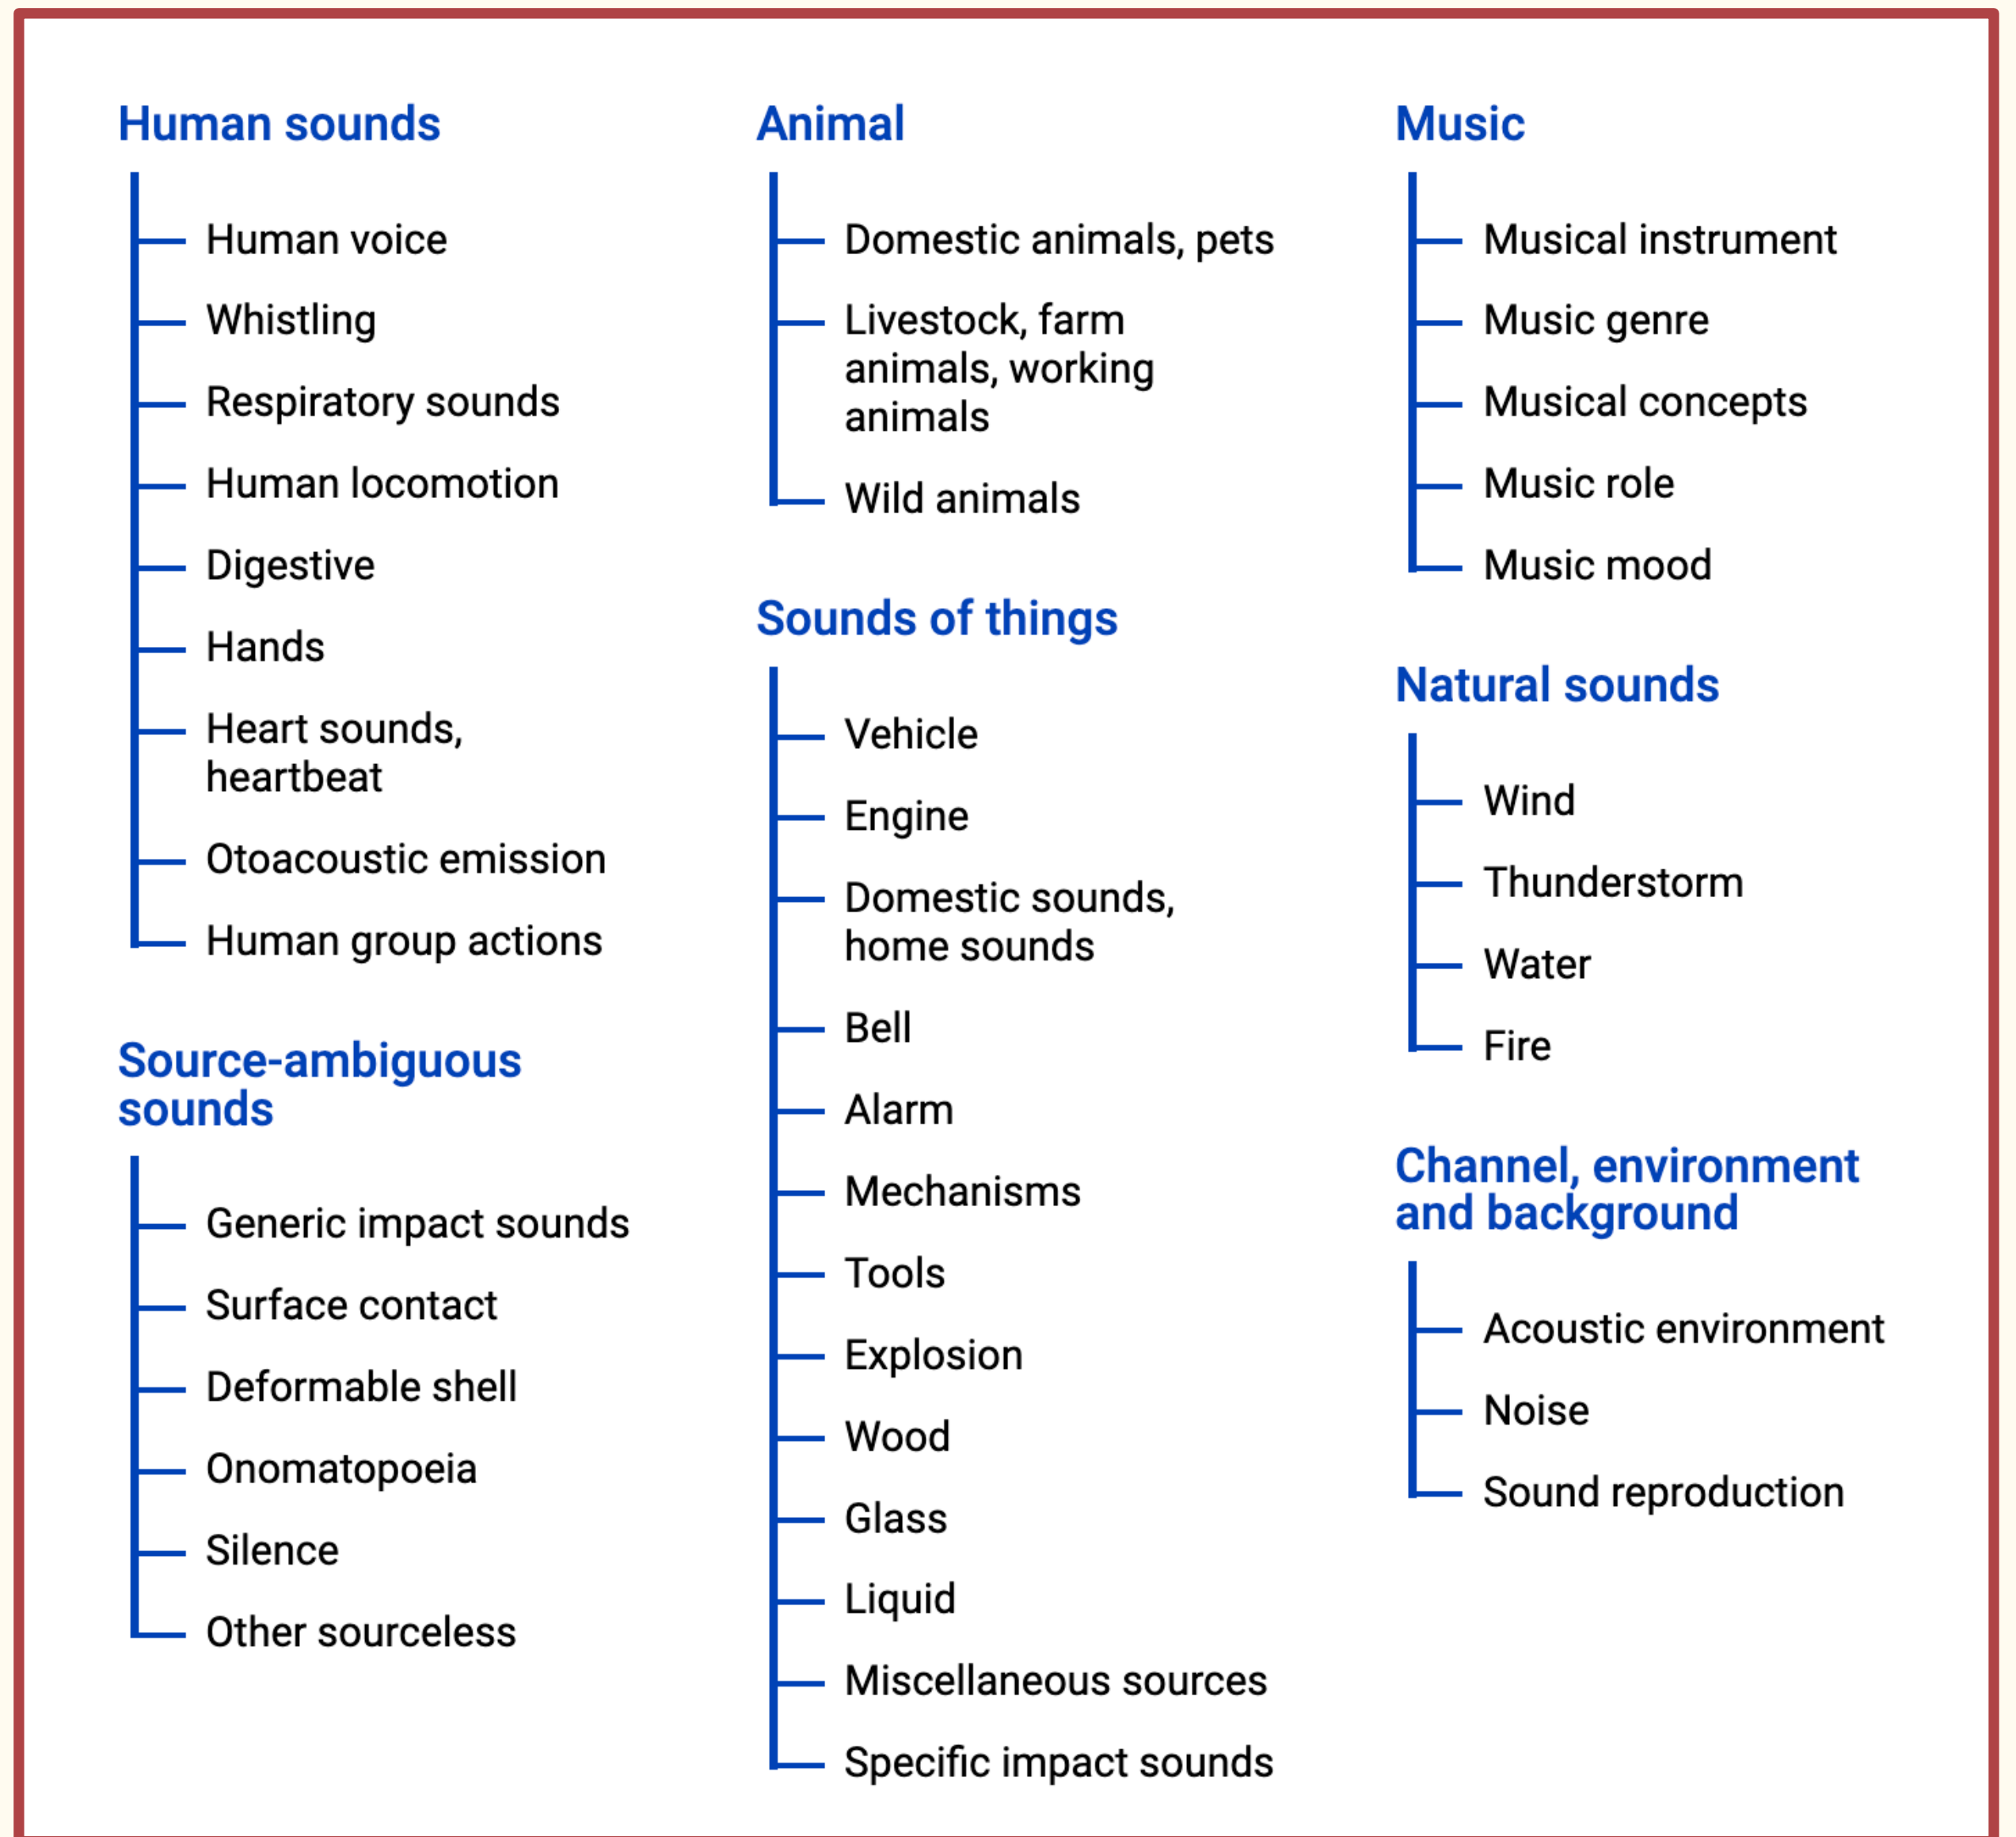 Human sounds
Human voice
Whistling
Respiratory sounds
Human locomotion
Digestive
Hands
Heart sounds,
heartbeat
Otoacoustic emission
Human group actions
Source-ambiguous
sounds
Generic impact sounds
Surface contact
Deformable shell
Onomatopoeia
Silence
Other sourceless
Animal
Domestic animals, pets
Livestock, farm
animals, working
animals
Wild animals
Sounds of things
Vehicle
Engine
Domestic sounds,
home sounds
Bell
Alarm
Mechanisms
Tools
Explosion
Wood
Glass
Liquid
Miscellaneous sources
Specific impact sounds
Music
Musical instrument
Music genre
Musical concepts
Music role
Music mood
Natural sounds
Wind
Thunderstorm
Water
Fire
Channel, environment
and background
Acoustic environment
Noise
Sound reproduction